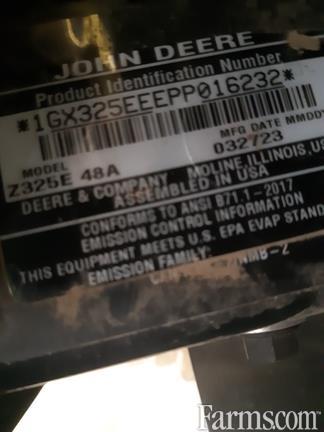 JOHN DEERE
Product Identification Number
*1GX325EEEPP016232*
MODEL
Z325E 48A
MFG DATE MMDDY
032723
DEERE & COMPANY MOLINE, ILLINOIS, US
ASSEMBLED IN USA
CONFORMS TO ANSI B71.1-2017
EMISSION CONTROL INFORMATION
THIS EQUIPMENT MEETS U.S. EPA EVAP STAND
EMISSION FAMILY:
Farms.com